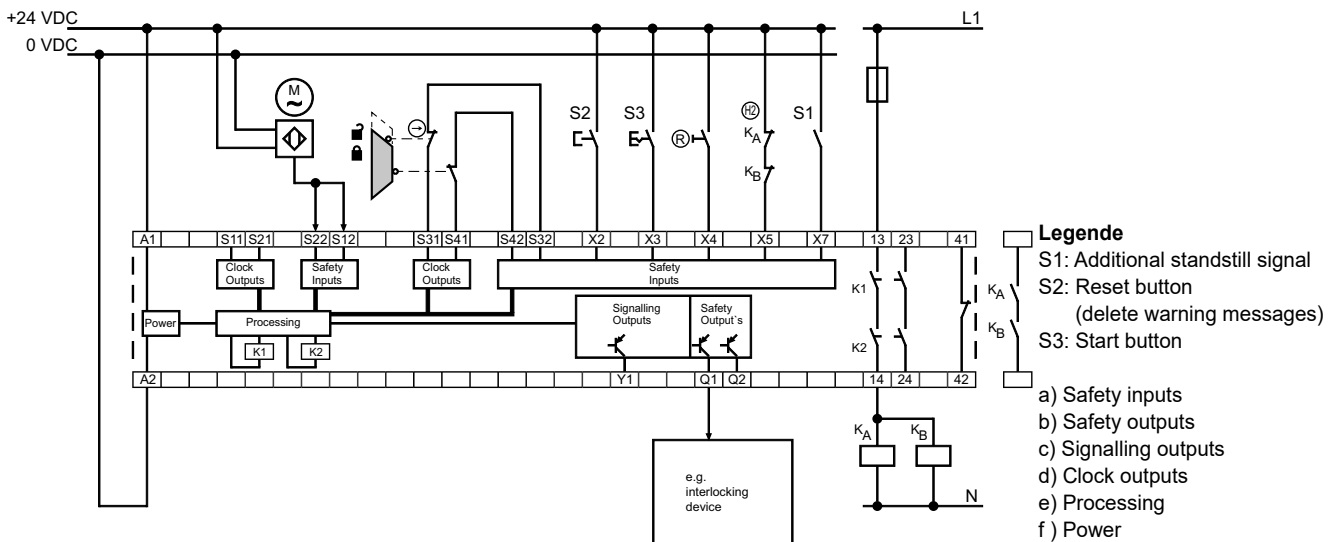 +24 VDC
L1
0 VDC
M
~
S2
S3
H2
S1
→
R
KA
KB
A1 S11 S21 S22 S12 S31 S41 S42 S32 X2 X3 X4 X5 X7 13 23 41
Clock Outputs
Safety Inputs
Clock Outputs
Safety Inputs
K1
K2
Power
Processing
K1
K2
Signalling Outputs
Safety Output`s
A2 Y1 Q1 Q2 14 24 42
KA
KB
KA
KB
e.g.
interlocking
device
N
Legende
S1: Additional standstill signal
S2: Reset button
(delete warning messages)
S3: Start button
a) Safety inputs
b) Safety outputs
c) Signalling outputs
d) Clock outputs
e) Processing
f ) Power